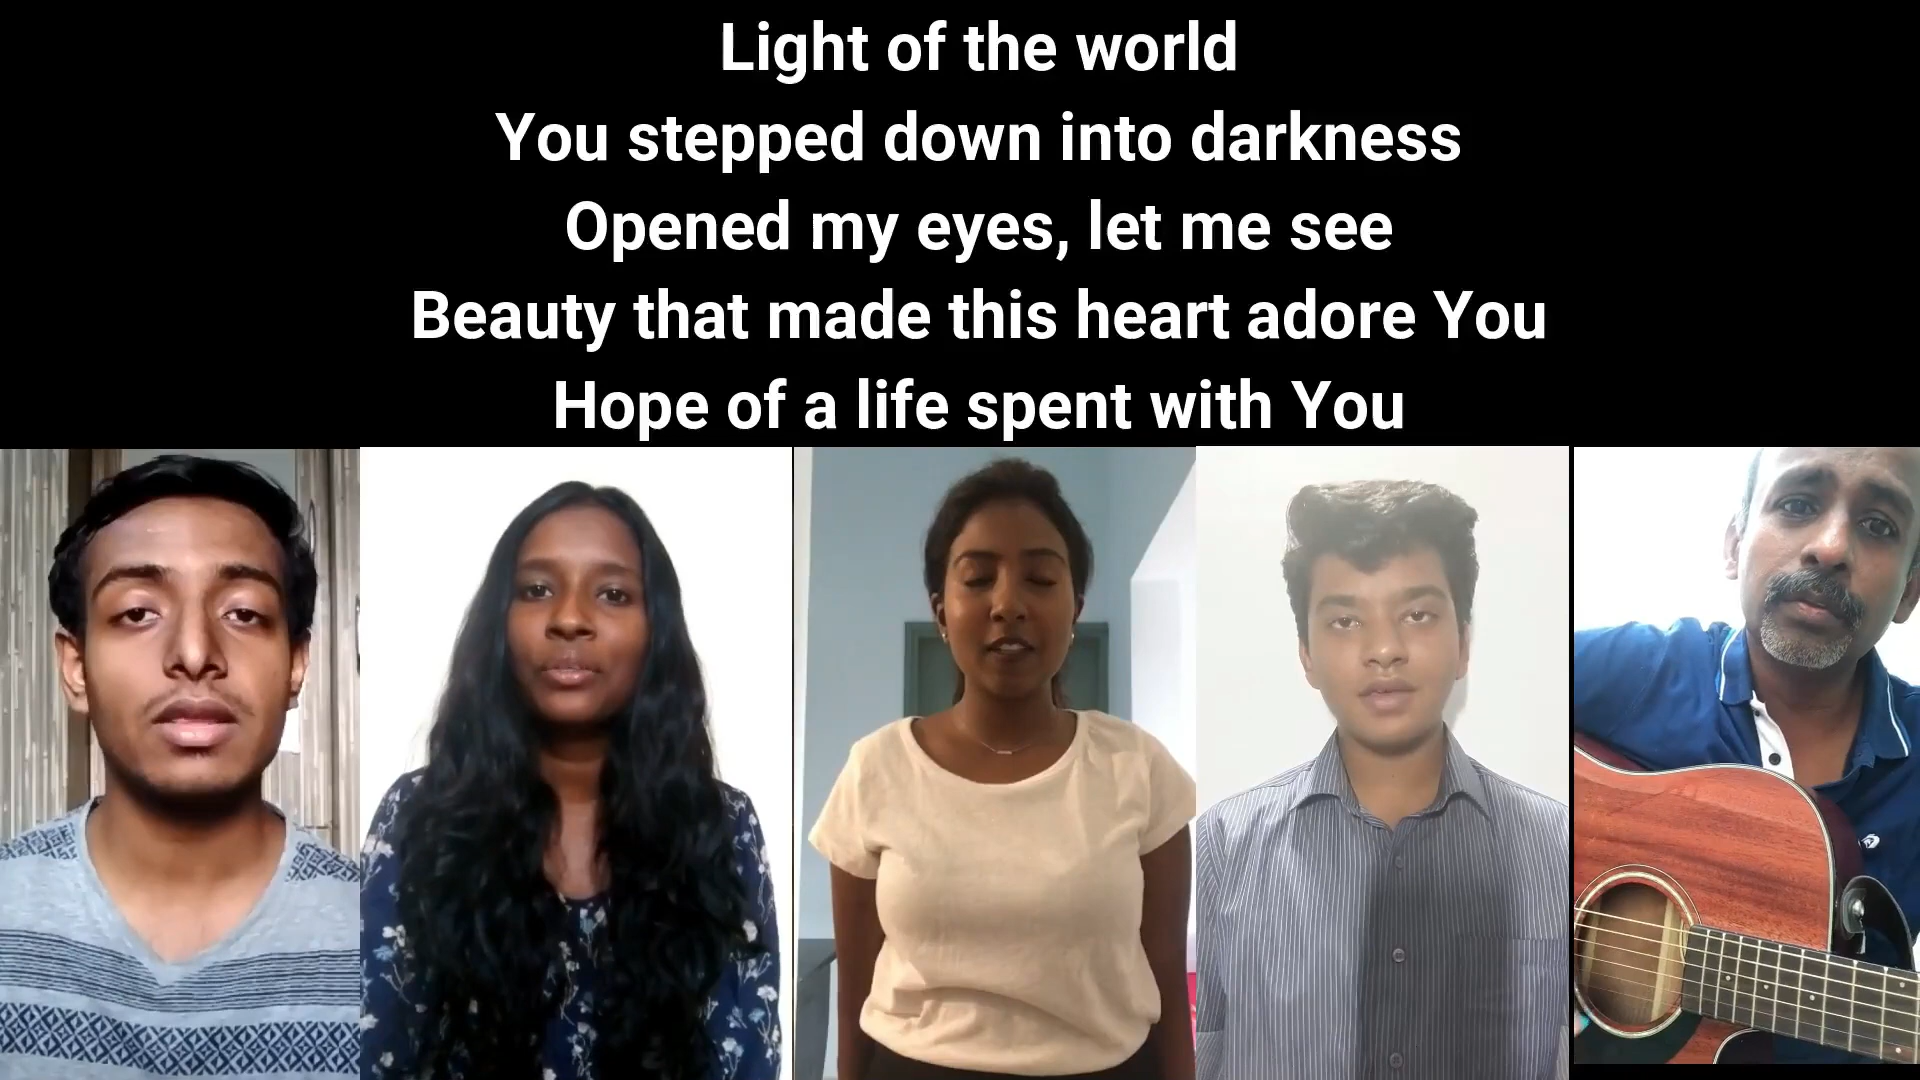 Light of the world
You stepped down into darkness
Opened my eyes, let me see
Beauty that made this heart adore You
Hope of a life spent with You